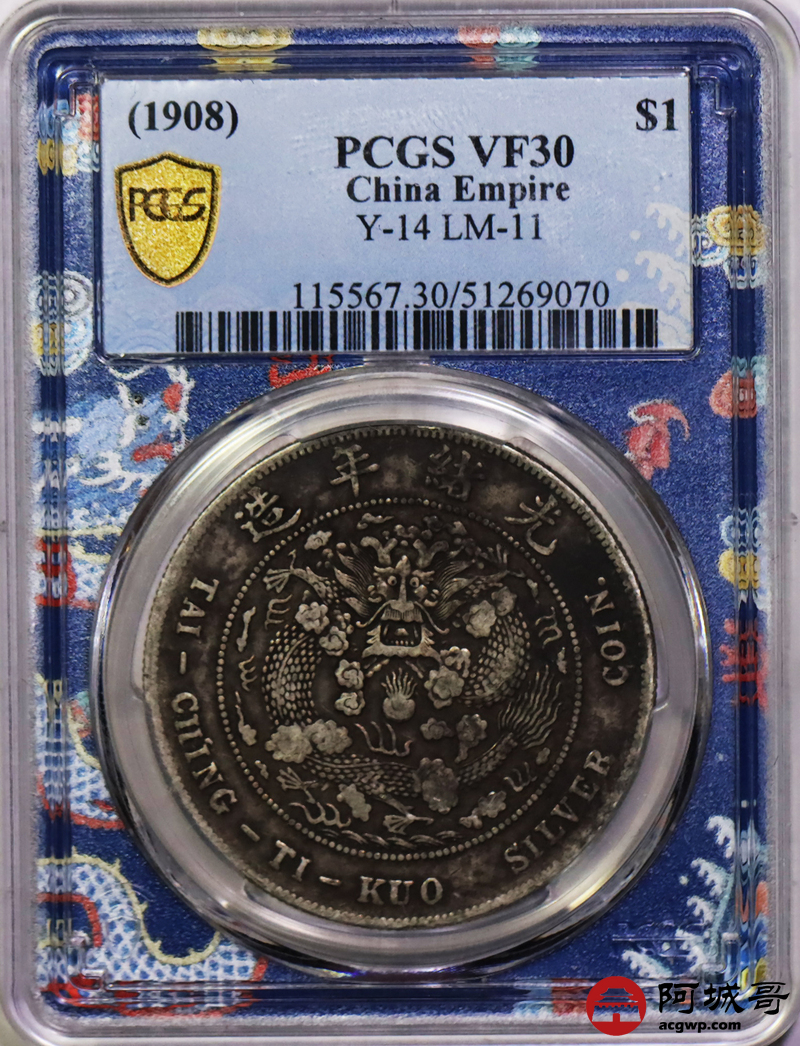 (1908)
$1
PCGS VF30
China Empire
PCGS
Y-14 LM-11
115567.30/51269070
造年緒光
TAI-CHING-TI-KUO SILVER COIN.
阿城哥
acgwp.com